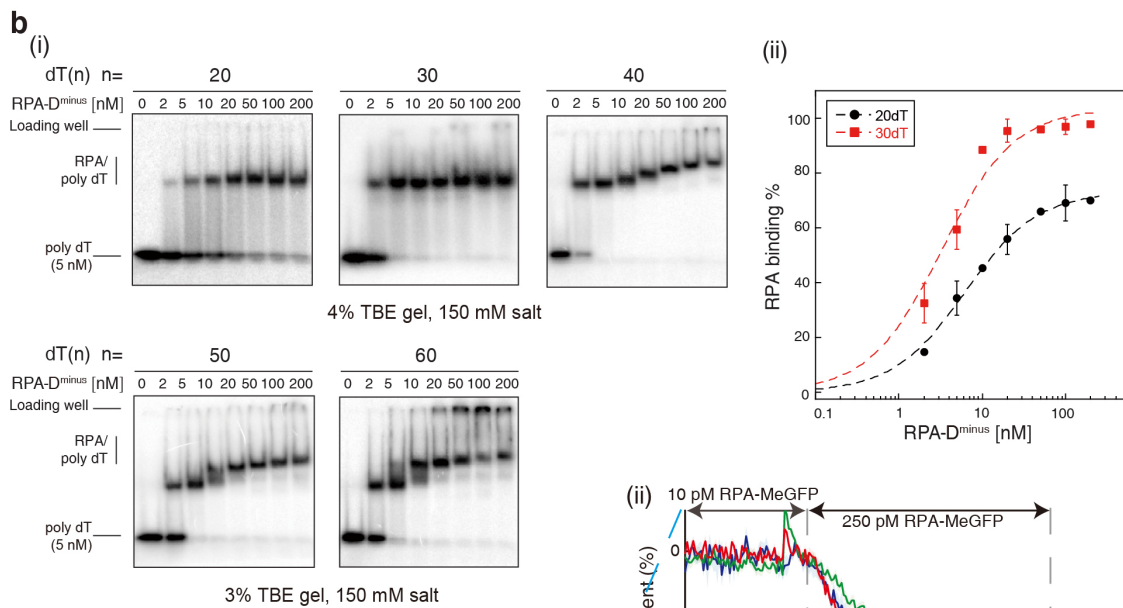 b
(i)
dT(n) n= 20 30 40
RPA-Dminus [nM] 0 2 5 10 20 50 100 200 0 2 5 10 20 50 100 200 0 2 5 10 20 50 100 200
Loading well
RPA/
poly dT
poly dT
(5 nM)
4% TBE gel, 150 mM salt
dT(n) n= 50 60
RPA-Dminus [nM] 0 2 5 10 20 50 100 200 0 2 5 10 20 50 100 200
Loading well
RPA/
poly dT
poly dT
(5 nM)
3% TBE gel, 150 mM salt
(ii)
20dT
30dT
RPA binding %
100
80
60
40
20
0
0.1 1 10 100
RPA-Dminus [nM]
(ii)
10 pM RPA-MeGFP
250 pM RPA-MeGFP
0
(%)